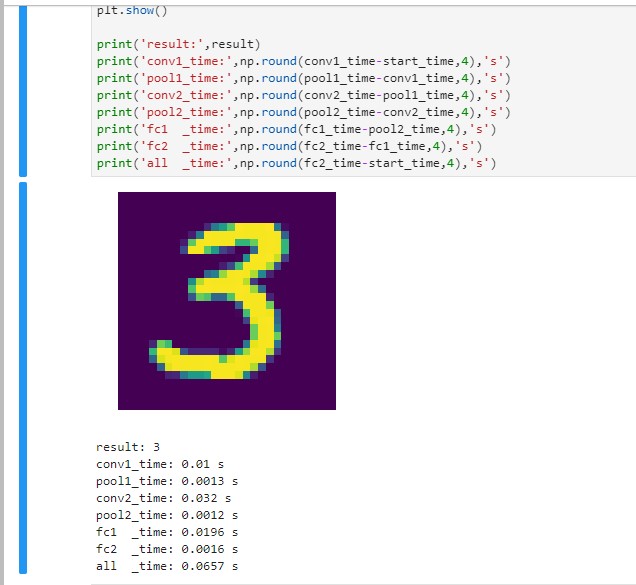 plt.show()
print('result:',result)
print('conv1_time:',np.round(conv1_time-start_time,4),'s')
print('pool1_time:',np.round(pool1_time-conv1_time,4),'s')
print('conv2_time:',np.round(conv2_time-pool1_time,4),'s')
print('pool2_time:',np.round(pool2_time-conv2_time,4),'s')
print('fc1  _time:',np.round(fc1_time-pool2_time,4),'s')
print('fc2  _time:',np.round(fc2_time-fc1_time,4),'s')
print('all  _time:',np.round(fc2_time-start_time,4),'s')
3
result: 3
conv1_time: 0.01 s
pool1_time: 0.0013 s
conv2_time: 0.032 s
pool2_time: 0.0012 s
fc1  _time: 0.0196 s
fc2  _time: 0.0016 s
all  _time: 0.0657 s